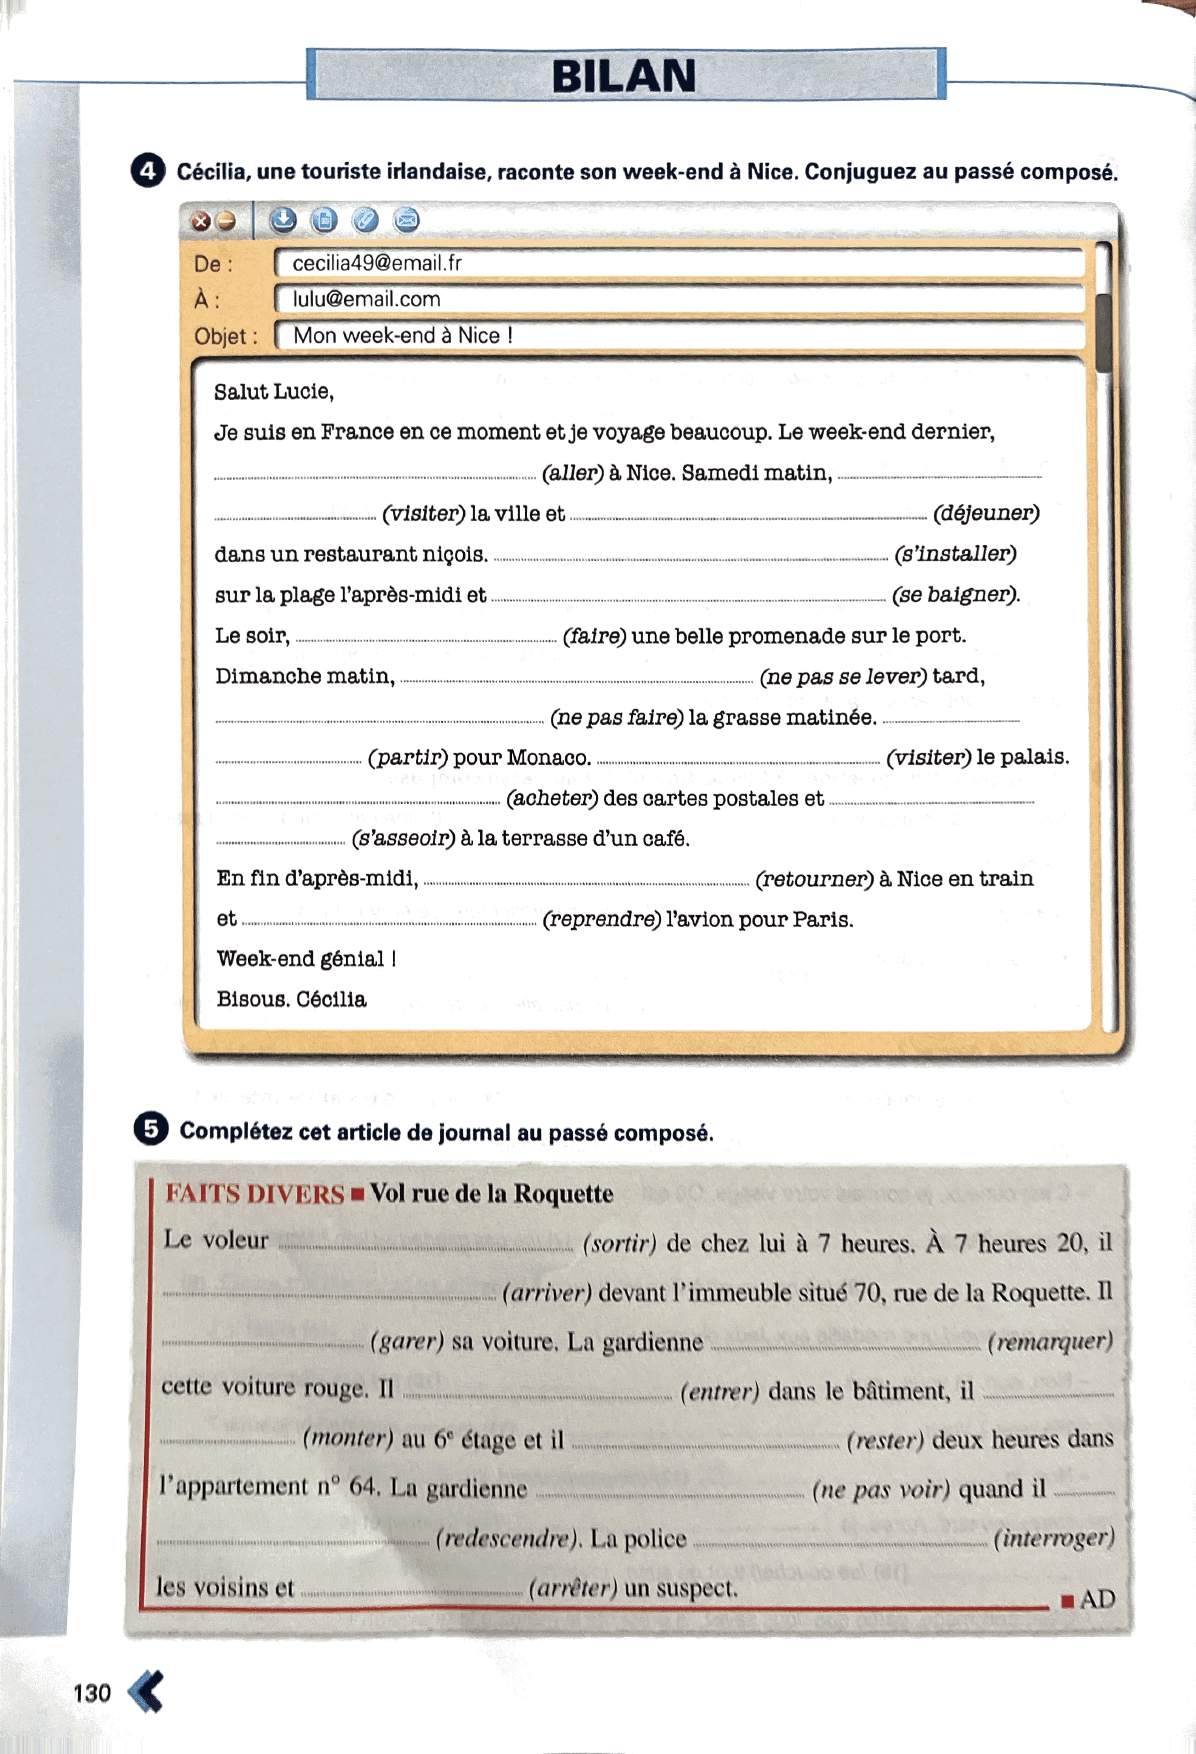 BILAN
4 Cécilia, une touriste irlandaise, raconte son week-end à Nice. Conjuguez au passé composé.
De : cecilia49@email.fr
À : lulu@email.com
Objet : Mon week-end à Nice !
Salut Lucie,
Je suis en France en ce moment et je voyage beaucoup. Le week-end dernier,
........................ (aller) à Nice. Samedi matin, ........................
........................ (visiter) la ville et ........................ (déjeuner)
dans un restaurant niçois. ........................ (s'installer)
sur la plage l'après-midi et ........................ (se baigner).
Le soir, ........................ (faire) une belle promenade sur le port.
Dimanche matin, ........................ (ne pas se lever) tard,
........................ (ne pas faire) la grasse matinée. ........................
........................ (partir) pour Monaco. ........................ (visiter) le palais.
........................ (acheter) des cartes postales et ........................
........................ (s'asseoir) à la terrasse d'un café.
En fin d'après-midi, ........................ (retourner) à Nice en train
et ........................ (reprendre) l'avion pour Paris.
Week-end génial !
Bisous. Cécilia
5 Complétez cet article de journal au passé composé.
FAITS DIVERS ■ Vol rue de la Roquette
Le voleur ........................ (sortir) de chez lui à 7 heures. À 7 heures 20, il
........................ (arriver) devant l'immeuble situé 70, rue de la Roquette. Il
........................ (garer) sa voiture. La gardienne ........................ (remarquer)
cette voiture rouge. Il ........................ (entrer) dans le bâtiment, il ........................
........................ (monter) au 6e étage et il ........................ (rester) deux heures dans
l'appartement n° 64. La gardienne ........................ (ne pas voir) quand il ............
........................ (redescendre). La police ........................ (interroger)
les voisins et ........................ (arrêter) un suspect.
■ AD
130